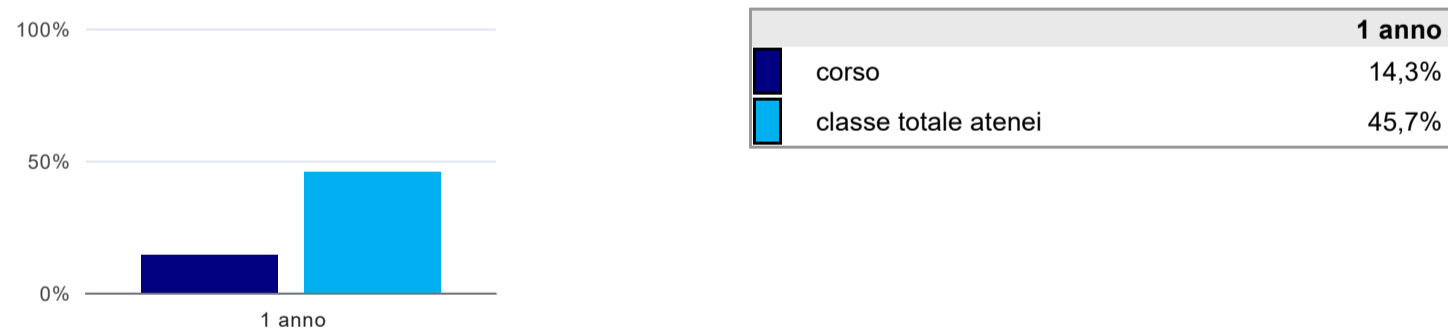 100%
50%
0%
1 anno
1 anno
corso 14,3%
classe totale atenei 45,7%